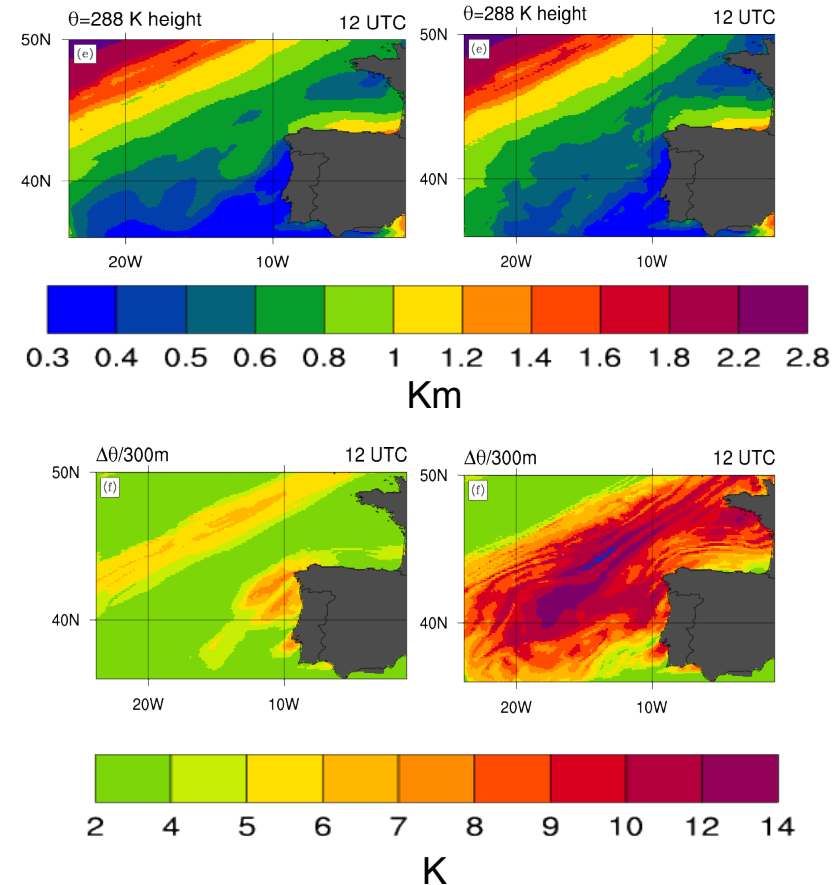 θ=288 K height 12 UTC
θ=288 K height 12 UTC
50N
(e)
50N
(e)
40N
40N
20W 10W
20W 10W
0.3 0.4 0.5 0.6 0.8 1 1.2 1.4 1.6 1.8 2.2 2.8
Km
Δθ/300m 12 UTC
Δθ/300m 12 UTC
50N
(f)
50N
(f)
40N
40N
20W 10W
20W 10W
2 4 5 6 7 8 9 10 12 14
K